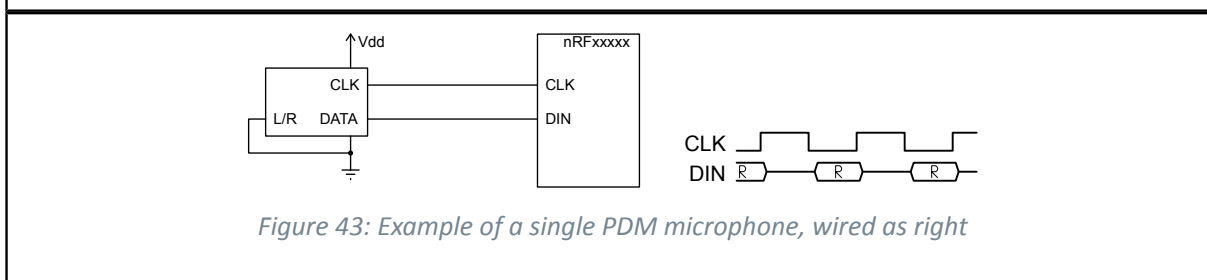 Vdd
nRFxxxxx
CLK
CLK
L/R DATA
DIN
CLK
DIN R R R
Figure 43: Example of a single PDM microphone, wired as right